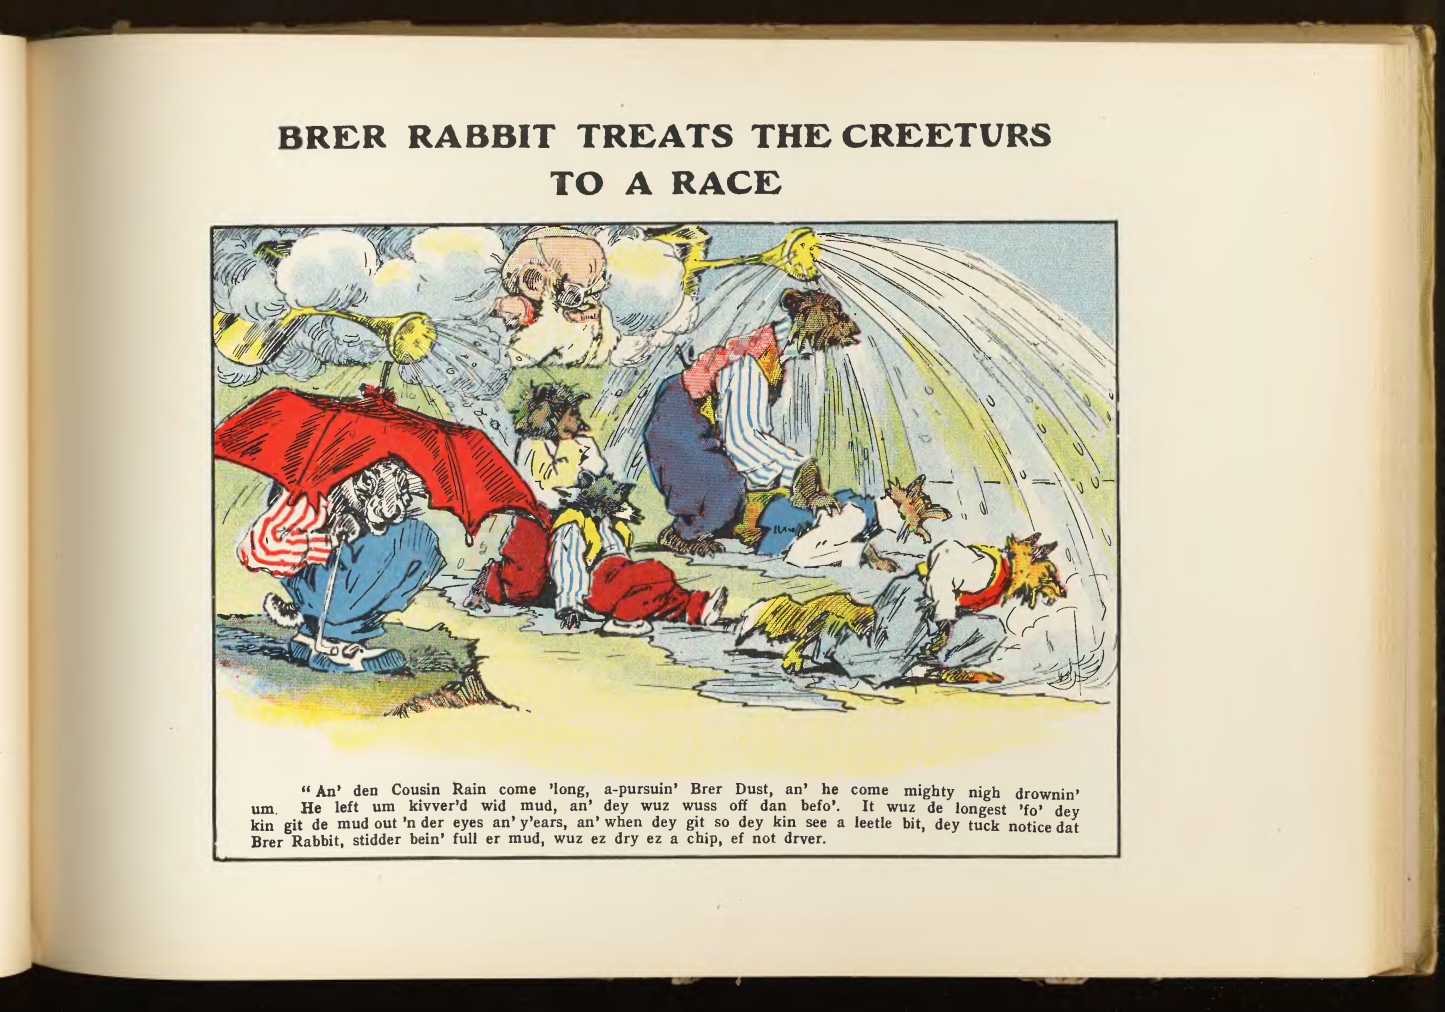 BRER RABBIT TREATS THE CREETURS
TO A RACE
“ An’ den Cousin Rain come ’long, a-pursuin’ Brer Dust, an’ he come mighty nigh drownin’
um. He left um kivver’d wid mud, an’ dey wuz wuss off dan befo’. It wuz de longest ’fo’ dey
kin git de mud out ’n der eyes an’ y’ears, an’ when dey git so dey kin see a leetle bit, dey tuck notice dat
Brer Rabbit, stidder bein’ full er mud, wuz ez dry ez a chip, ef not drver.